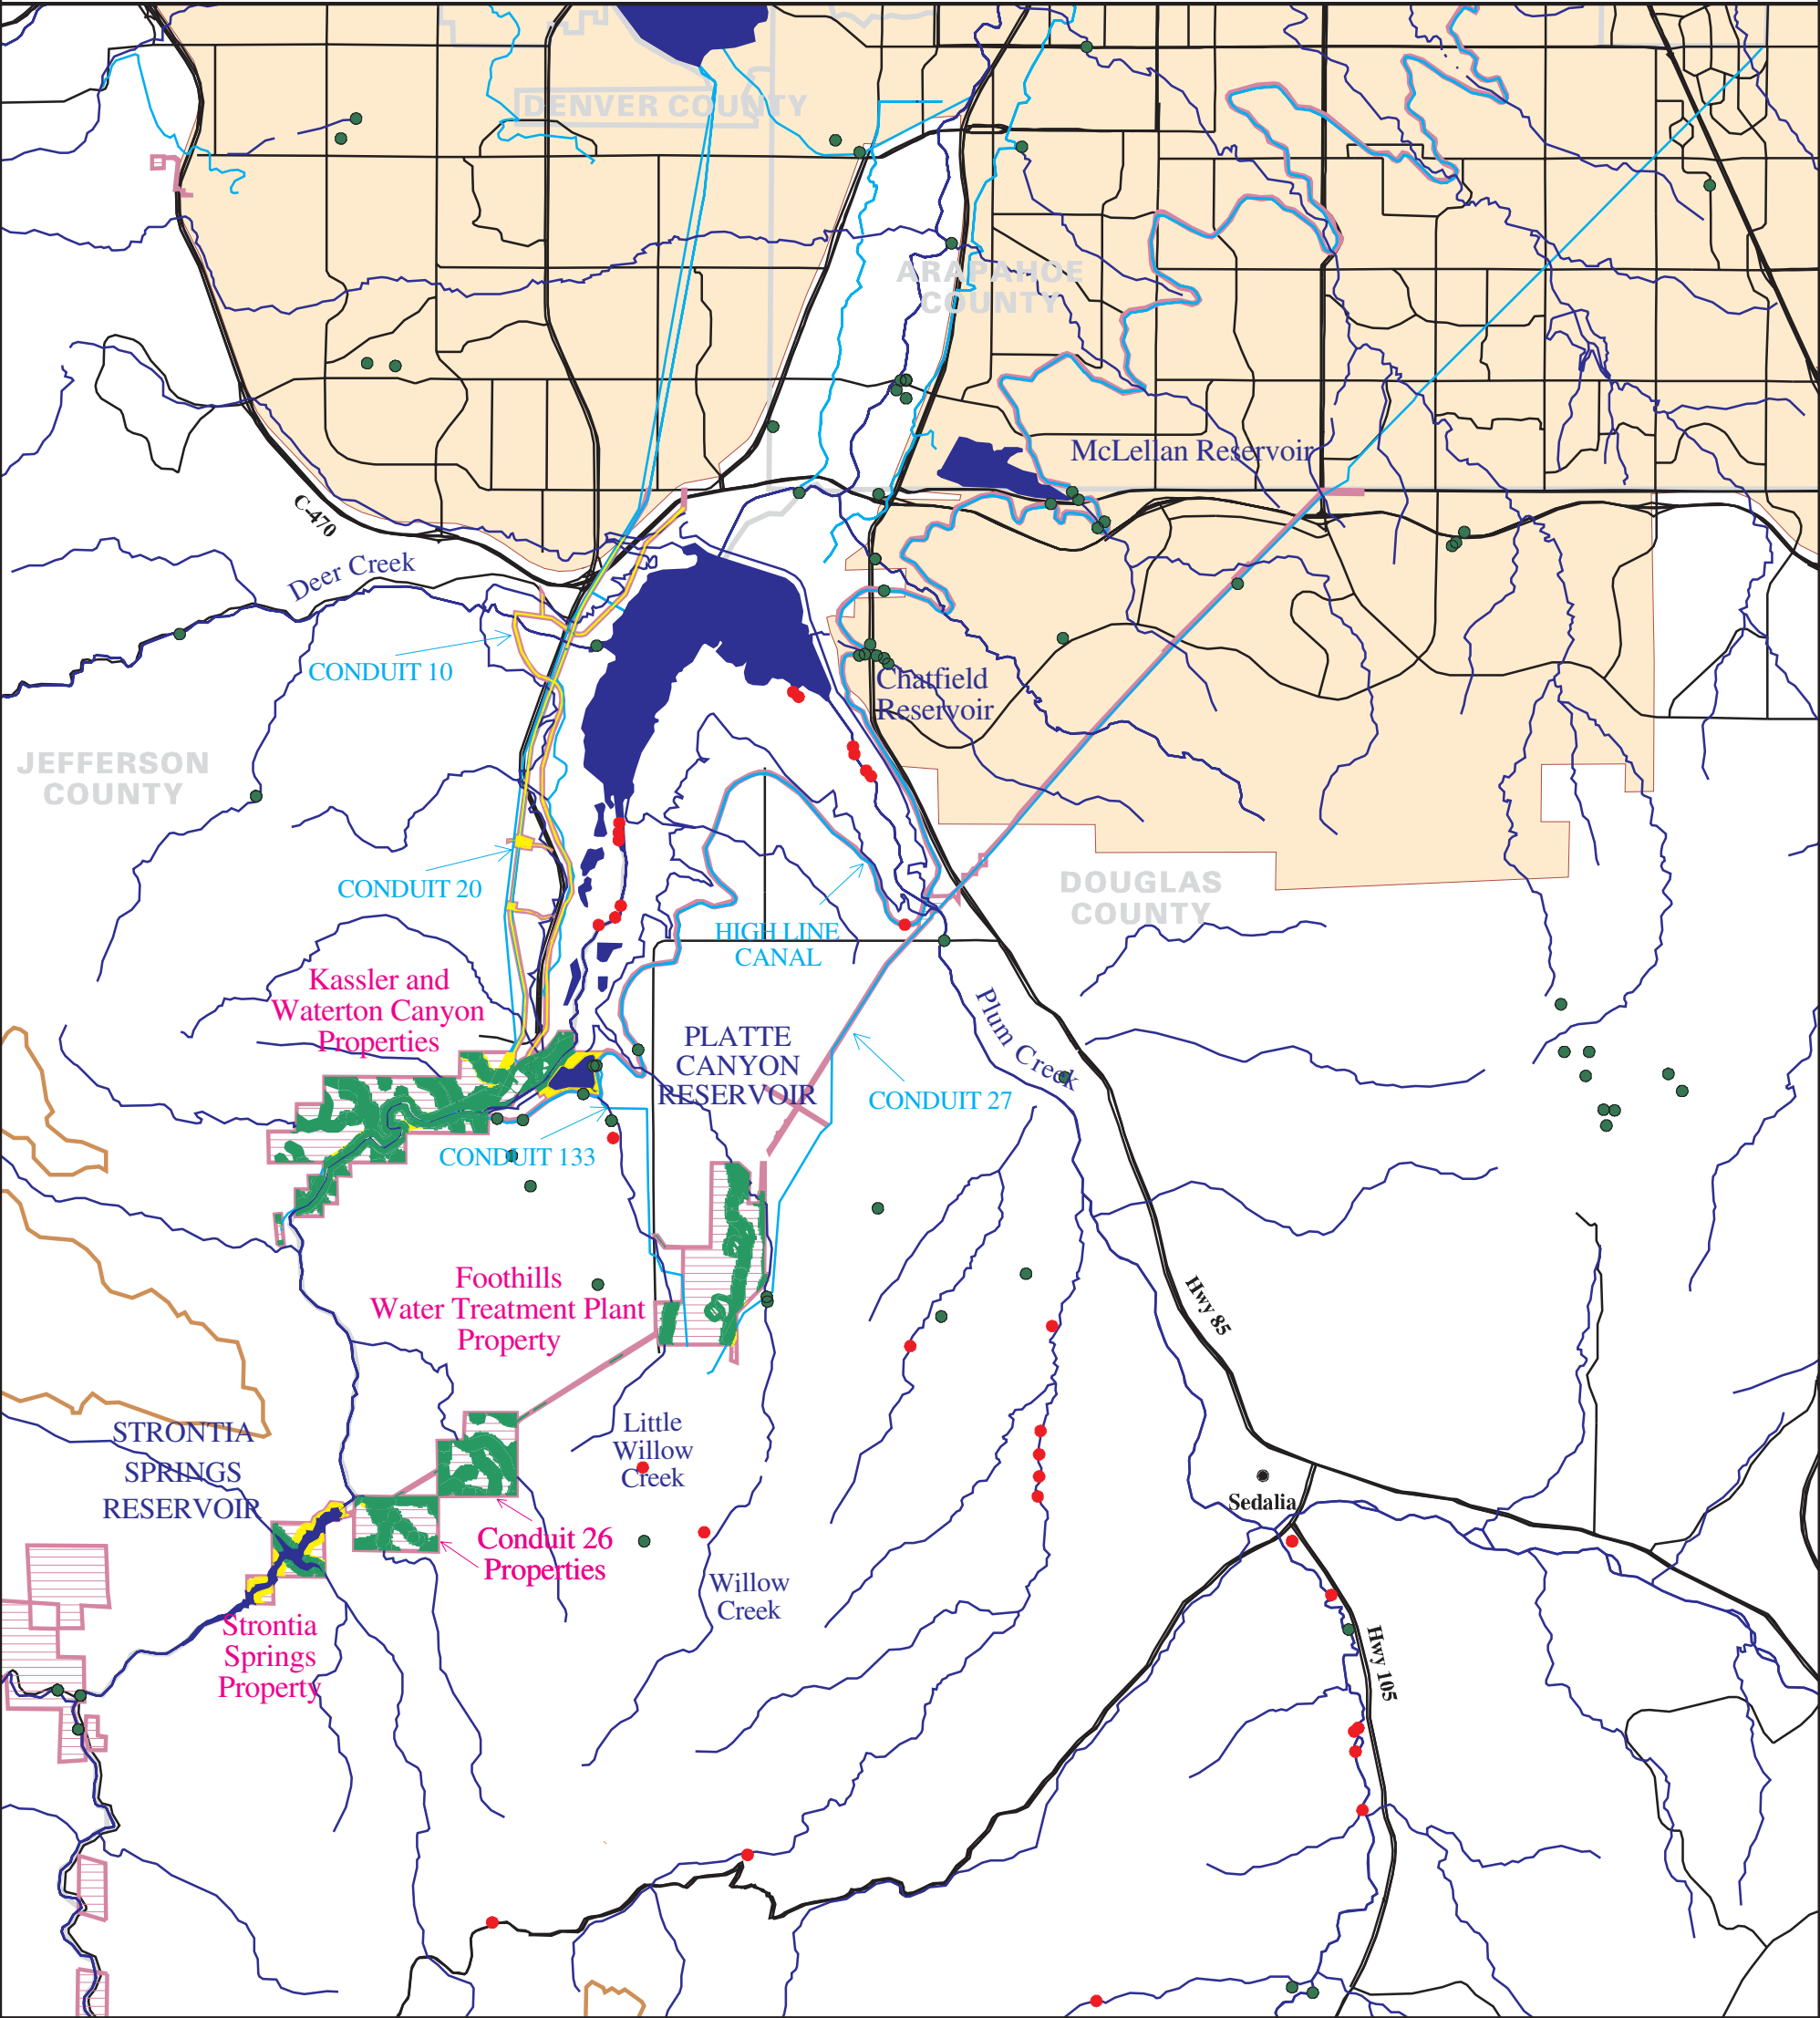 DENVER COUNTY
ARAPAHOE
COUNTY
McLellan Reservoir
C-470
Deer Creek
CONDUIT 10
Chatfield
Reservoir
JEFFERSON
COUNTY
CONDUIT 20
DOUGLAS
COUNTY
HIGH LINE
CANAL
Kassler and
Waterton Canyon
Properties
Plum Creek
PLATTE
CANYON
RESERVOIR
CONDUIT 27
CONDUIT 133
Foothills
Water Treatment Plant
Property
Hwy 85
STRONTIA
SPRINGS
RESERVOIR
Little
Willow
Creek
Sedalia
Conduit 26
Properties
Willow
Creek
Strontia
Springs
Property
Hwy 105